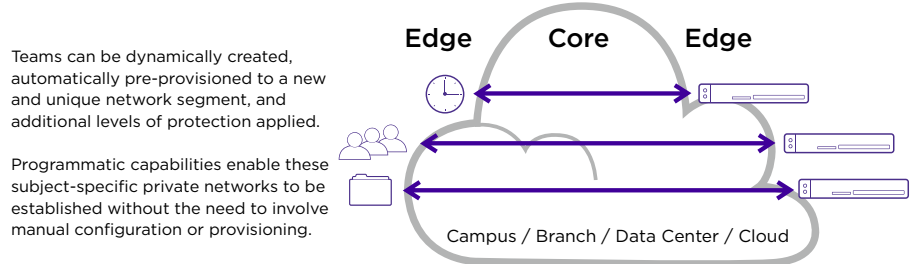 Teams can be dynamically created,
automatically pre-provisioned to a new
and unique network segment, and
additional levels of protection applied.
Programmatic capabilities enable these
subject-specific private networks to be
established without the need to involve
manual configuration or provisioning.
Edge Core Edge
Campus / Branch / Data Center / Cloud